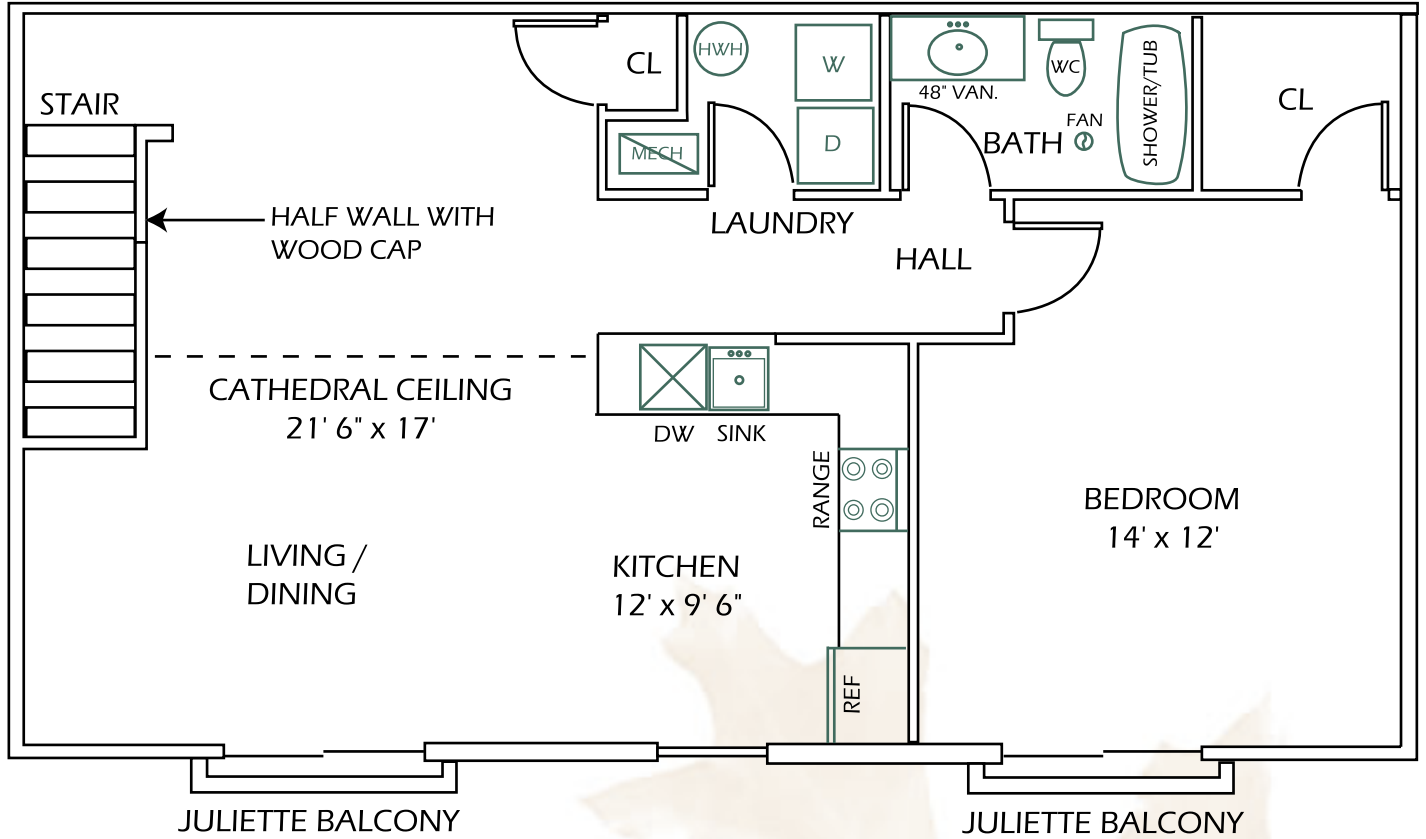 STAIR
CL
HWH
W
D
MECH
48" VAN.
WC
FAN
BATH
SHOWER/TUB
CL
HALF WALL WITH
WOOD CAP
LAUNDRY
HALL
CATHEDRAL CEILING
21' 6" x 17'
DW
SINK
RANGE
BEDROOM
14' x 12'
LIVING /
DINING
KITCHEN
12' x 9' 6"
REF
JULIETTE BALCONY
JULIETTE BALCONY